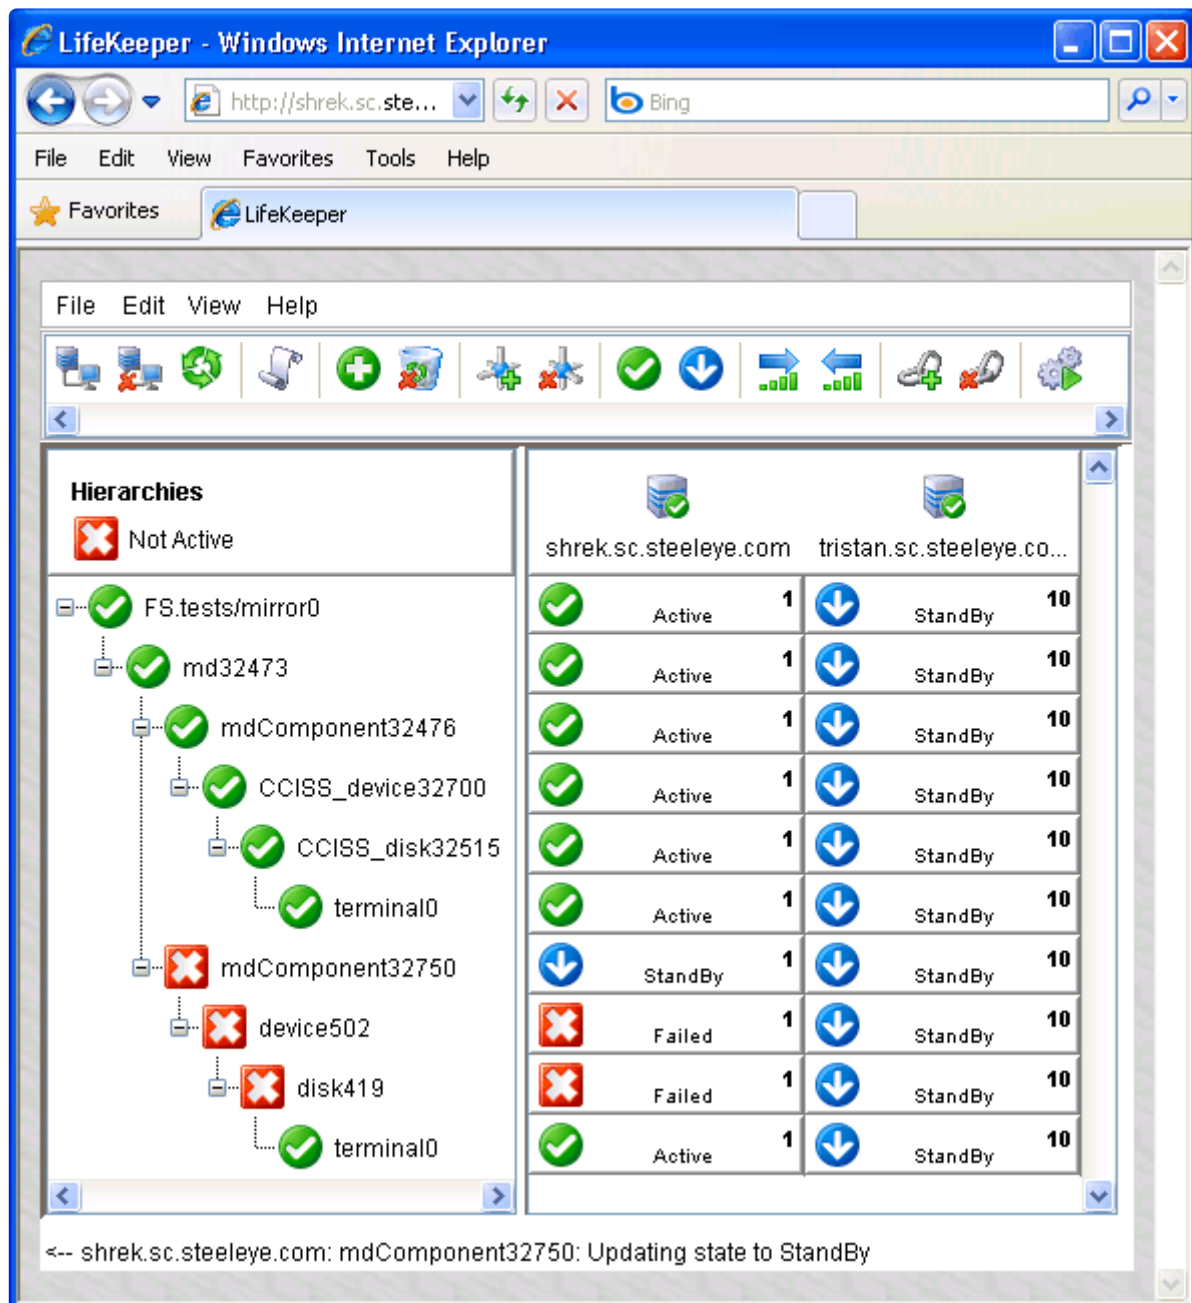 LifeKeeper - Windows Internet Explorer
http://shrek.sc.ste... Bing
File Edit View Favorites Tools Help
Favorites LifeKeeper
File Edit View Help
Hierarchies
Not Active
shrek.sc.steeleye.com tristan.sc.steeleye.co...
FS.tests/mirror0 Active 1 StandBy 10
md32473 Active 1 StandBy 10
mdComponent32476 Active 1 StandBy 10
CCISS_device32700 Active 1 StandBy 10
CCISS_disk32515 Active 1 StandBy 10
terminal0 Active 1 StandBy 10
mdComponent32750 StandBy 1 StandBy 10
device502 Failed 1 StandBy 10
disk419 Failed 1 StandBy 10
terminal0 Active 1 StandBy 10
<-- shrek.sc.steeleye.com: mdComponent32750: Updating state to StandBy